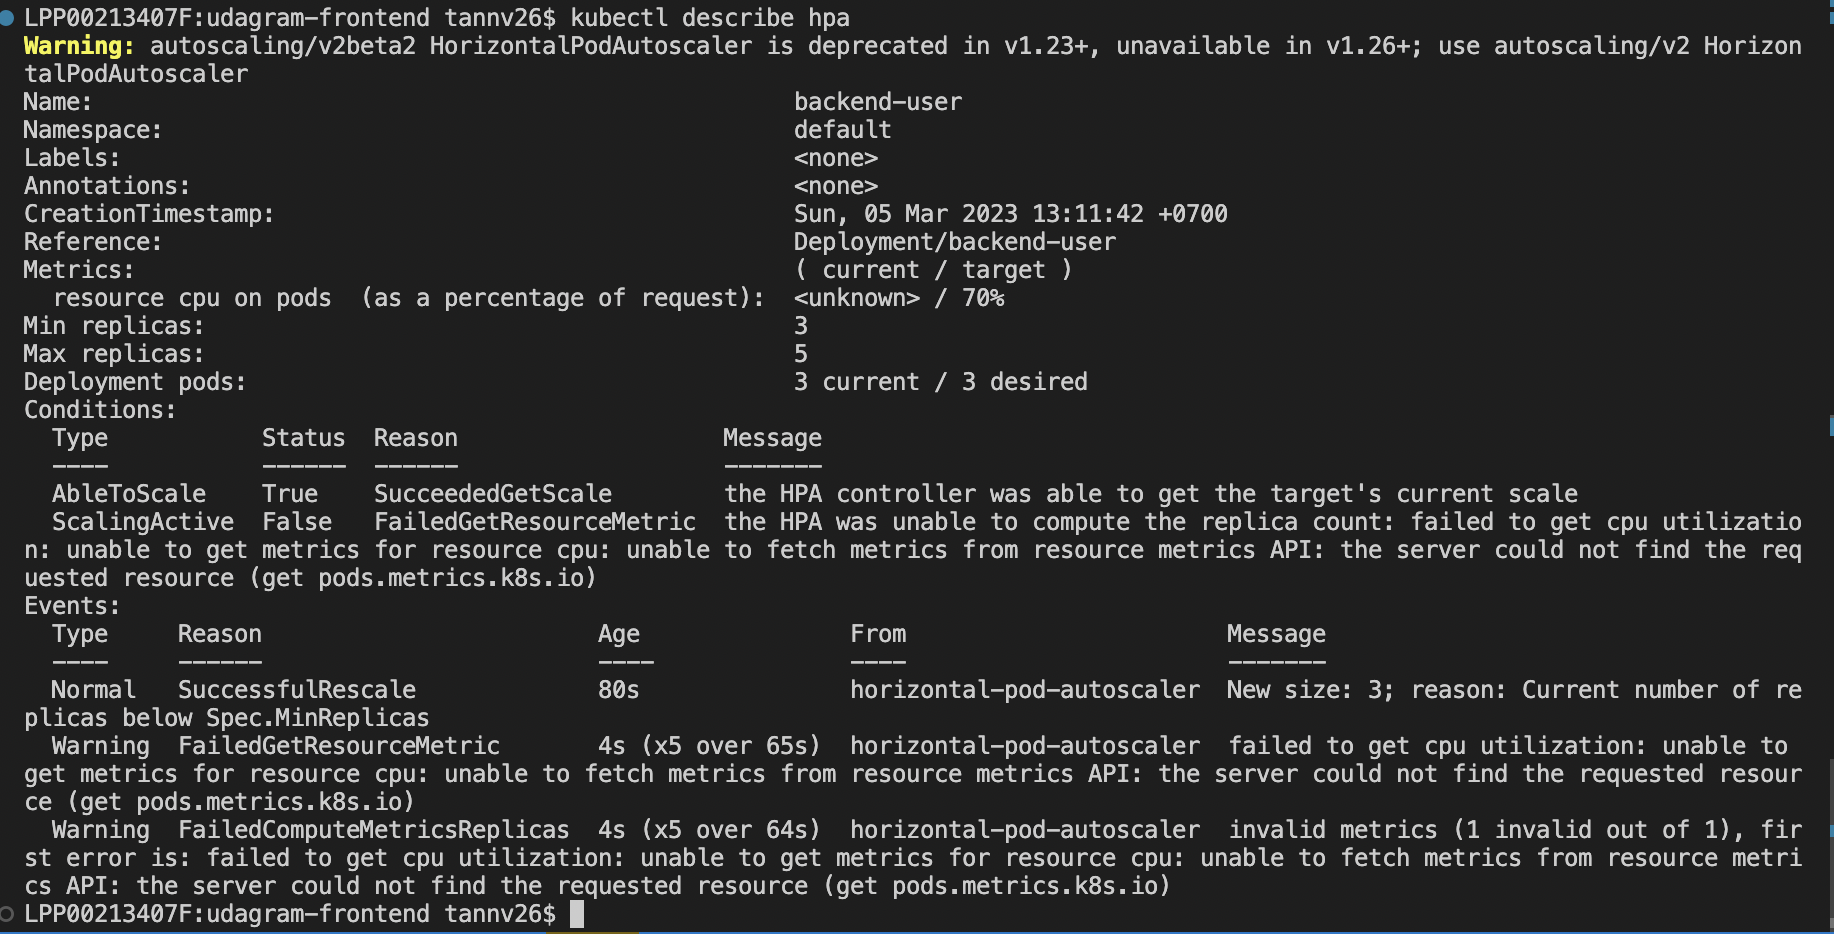 LPP00213407F:udagram-frontend tannv26$ kubectl describe hpa
Warning: autoscaling/v2beta2 HorizontalPodAutoscaler is deprecated in v1.23+, unavailable in v1.26+; use autoscaling/v2 Horizon
talPodAutoscaler
Name:                                                  backend-user
Namespace:                                             default
Labels:                                                <none>
Annotations:                                           <none>
CreationTimestamp:                                     Sun, 05 Mar 2023 13:11:42 +0700
Reference:                                             Deployment/backend-user
Metrics:                                               ( current / target )
  resource cpu on pods  (as a percentage of request):  <unknown> / 70%
Min replicas:                                          3
Max replicas:                                          5
Deployment pods:                                       3 current / 3 desired
Conditions:
  Type           Status  Reason                   Message
  ----           ------  ------                   -------
  AbleToScale    True    SucceededGetScale        the HPA controller was able to get the target's current scale
  ScalingActive  False   FailedGetResourceMetric  the HPA was unable to compute the replica count: failed to get cpu utilizatio
n: unable to get metrics for resource cpu: unable to fetch metrics from resource metrics API: the server could not find the req
uested resource (get pods.metrics.k8s.io)
Events:
  Type     Reason                        Age               From                       Message
  ----     ------                        ----              ----                       -------
  Normal   SuccessfulRescale             80s               horizontal-pod-autoscaler  New size: 3; reason: Current number of re
plicas below Spec.MinReplicas
  Warning  FailedGetResourceMetric       4s (x5 over 65s)  horizontal-pod-autoscaler  failed to get cpu utilization: unable to
get metrics for resource cpu: unable to fetch metrics from resource metrics API: the server could not find the requested resour
ce (get pods.metrics.k8s.io)
  Warning  FailedComputeMetricsReplicas  4s (x5 over 64s)  horizontal-pod-autoscaler  invalid metrics (1 invalid out of 1), fir
st error is: failed to get cpu utilization: unable to get metrics for resource cpu: unable to fetch metrics from resource metri
cs API: the server could not find the requested resource (get pods.metrics.k8s.io)
LPP00213407F:udagram-frontend tannv26$